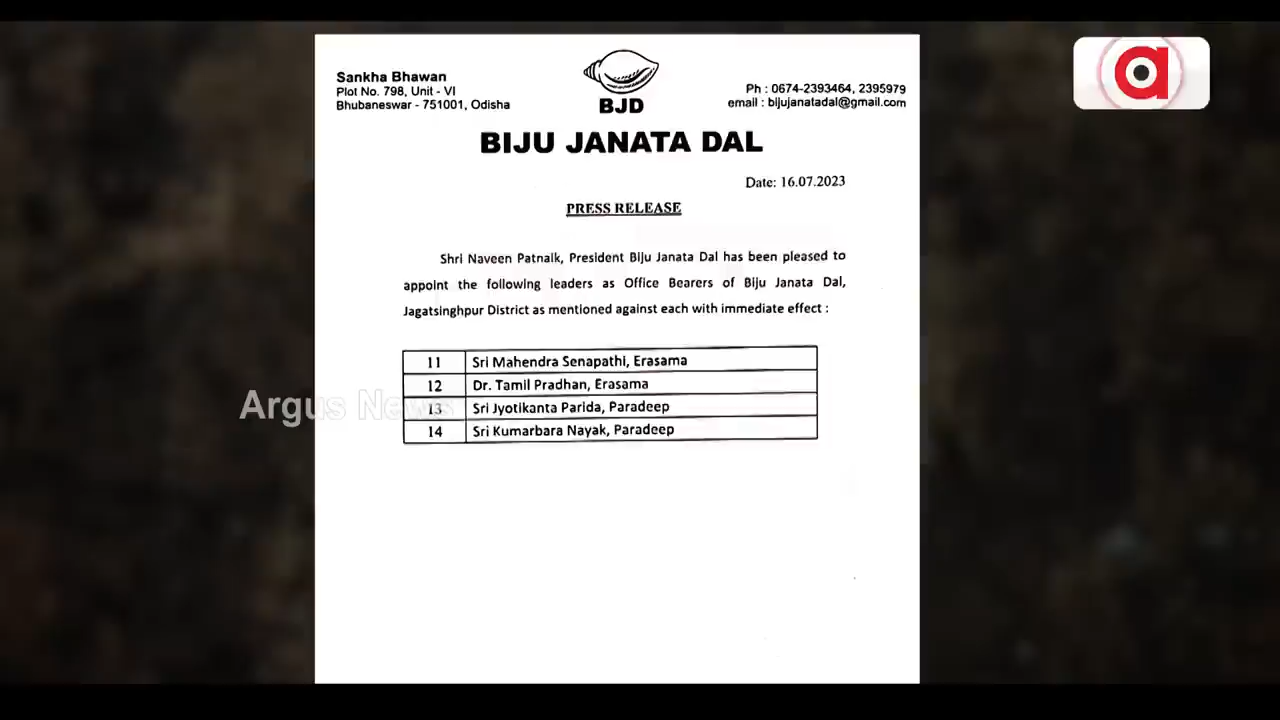 Sankha Bhawan
Plot No. 798, Unit - VI
Bhubaneswar - 751001, Odisha
BJD
Ph : 0674-2393464, 2395979
email : bijujanatadal@gmail.com
BIJU JANATA DAL
Date: 16.07.2023
PRESS RELEASE
Shri Naveen Patnaik, President Biju Janata Dal has been pleased to
appoint the following leaders as Office Bearers of Biju Janata Dal,
Jagatsinghpur District as mentioned against each with immediate effect :
11 Sri Mahendra Senapathi, Erasama
12 Dr. Tamil Pradhan, Erasama
13 Sri Jyotikanta Parida, Paradeep
14 Sri Kumarbara Nayak, Paradeep
Argus News
a